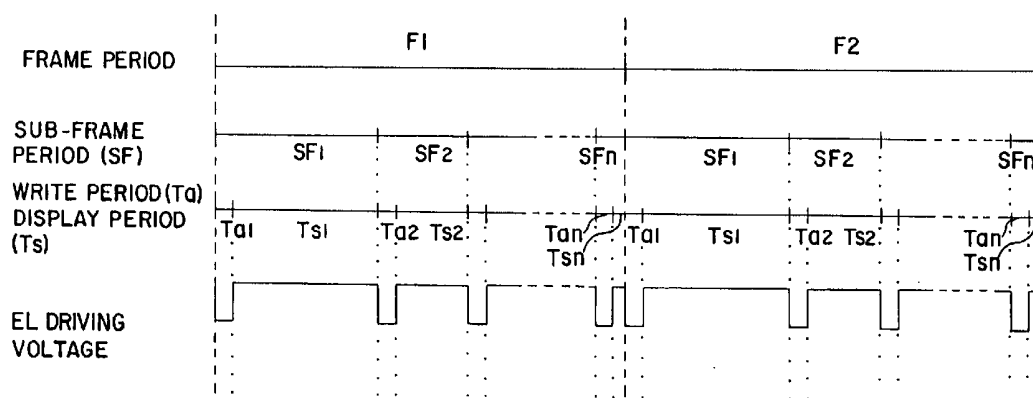 F1 F2
FRAME PERIOD
SUB-FRAME
PERIOD (SF)
SF1 SF2 SFn SF1 SF2 SFn
WRITE PERIOD (Ta)
DISPLAY PERIOD
(Ts)
Ta1 Ts1 Ta2 Ts2 Tan Ta1 Ts1 Ta2 Ts2 Tan
Tsn Tsn
EL DRIVING
VOLTAGE